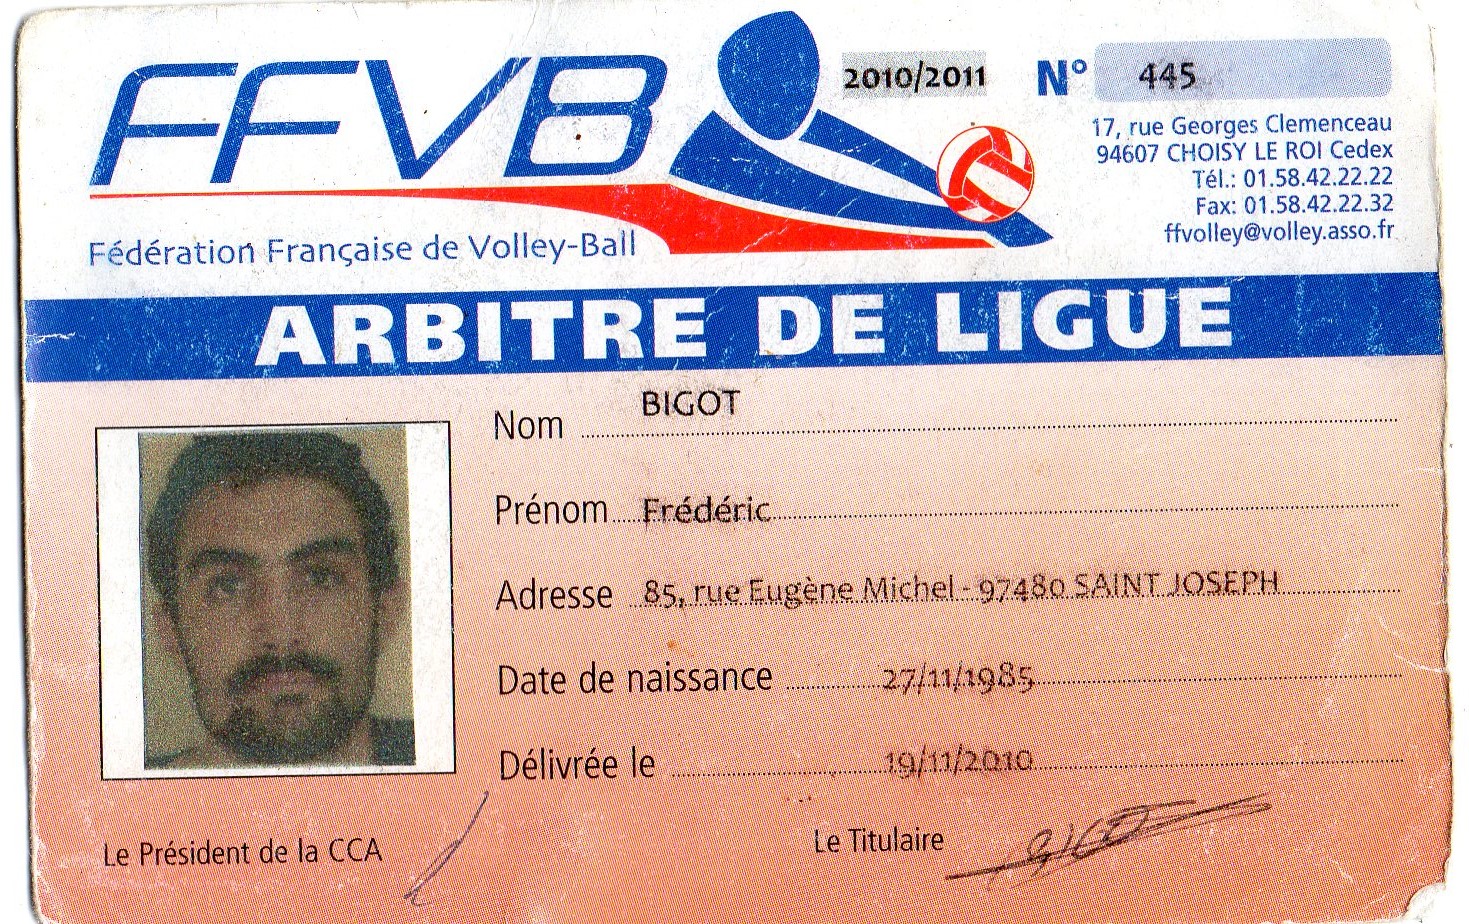 FFVB
2010/2011 N° 445
17, rue Georges Clemenceau
94607 CHOISY LE ROI Cedex
Tél.: 01.58.42.22.22
Fax: 01.58.42.22.32
ffvolley@volley.asso.fr
Fédération Française de Volley-Ball
ARBITRE DE LIGUE
Nom BIGOT
Prénom Frédéric
Adresse 85, rue Eugène Michel - 97480 SAINT JOSEPH
Date de naissance 27/11/1985
Délivrée le 19/11/2010
Le Président de la CCA
Le Titulaire